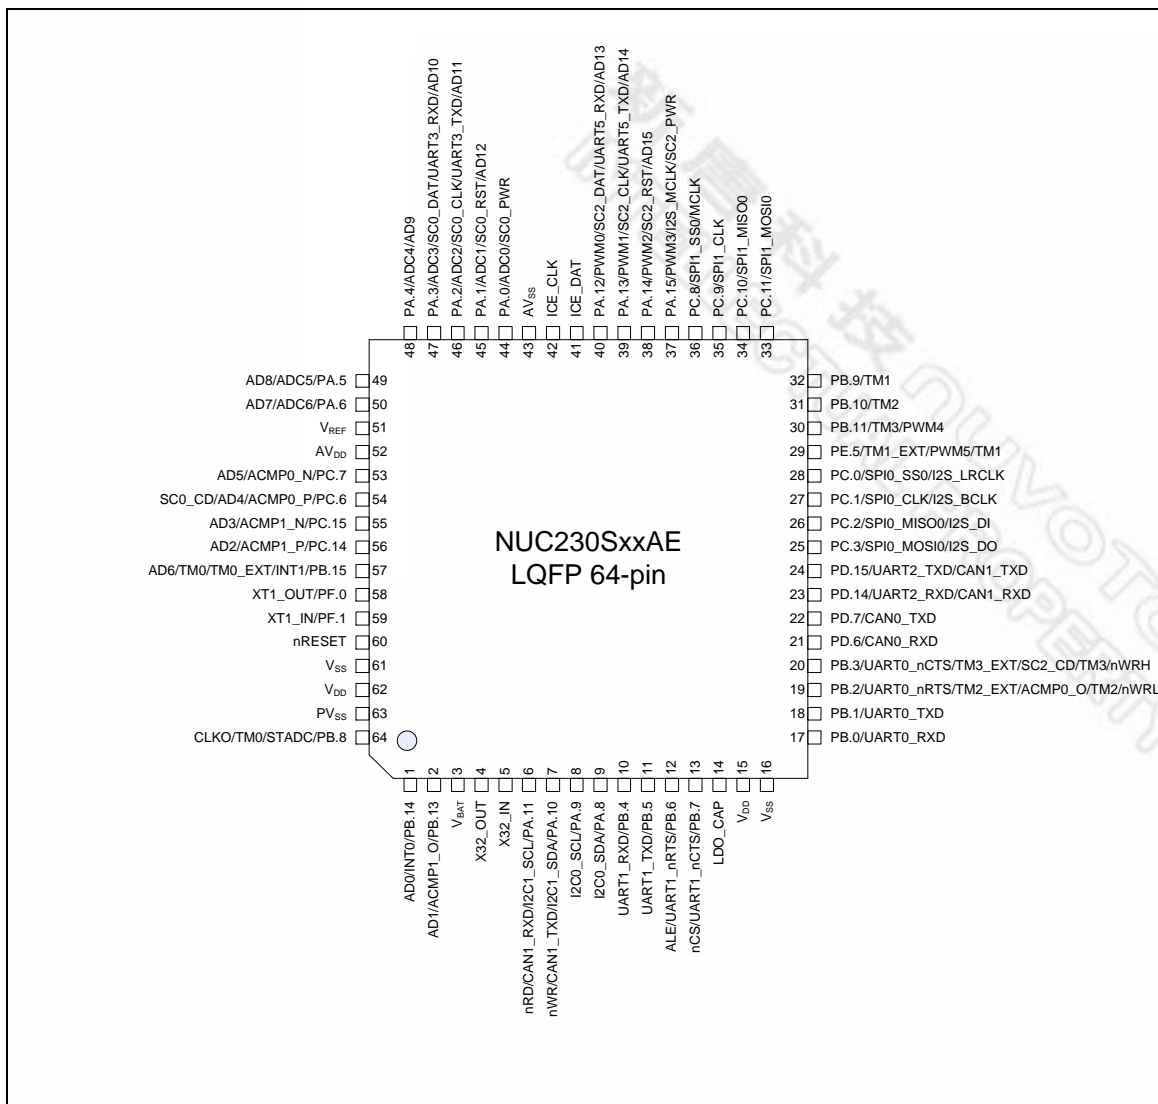 PA.4/ADC4/AD9
PA.3/ADC3/SC0_DAT/UART3_RXD/AD10
PA.2/ADC2/SC0_CLK/UART3_TXD/AD11
PA.1/ADC1/SC0_RST/AD12
PA.0/ADC0/SC0_PWR
AVSS
ICE_CLK
ICE_DAT
PA.12/PWM0/SC2_DAT/UART5_RXD/AD13
PA.13/PWM1/SC2_CLK/UART5_TXD/AD14
PA.14/PWM2/SC2_RST/AD15
PA.15/PWM3/I2S_MCLK/SC2_PWR
PC.8/SPI1_SS0/MCLK
PC.9/SPI1_CLK
PC.10/SPI1_MISO0
PC.11/SPI1_MOSI0
48 47 46 45 44 43 42 41 40 39 38 37 36 35 34 33
AD8/ADC5/PA.5 49
AD7/ADC6/PA.6 50
VREF 51
AVDD 52
AD5/ACMP0_N/PC.7 53
SC0_CD/AD4/ACMP0_P/PC.6 54
AD3/ACMP1_N/PC.15 55
AD2/ACMP1_P/PC.14 56
AD6/TM0/TM0_EXT/INT1/PB.15 57
XT1_OUT/PF.0 58
XT1_IN/PF.1 59
nRESET 60
VSS 61
VDD 62
PVSS 63
CLKO/TM0/STADC/PB.8 64
NUC230SxxAE
LQFP 64-pin
32 PB.9/TM1
31 PB.10/TM2
30 PB.11/TM3/PWM4
29 PE.5/TM1_EXT/PWM5/TM1
28 PC.0/SPI0_SS0/I2S_LRCLK
27 PC.1/SPI0_CLK/I2S_BCLK
26 PC.2/SPI0_MISO0/I2S_DI
25 PC.3/SPI0_MOSI0/I2S_DO
24 PD.15/UART2_TXD/CAN1_TXD
23 PD.14/UART2_RXD/CAN1_RXD
22 PD.7/CAN0_TXD
21 PD.6/CAN0_RXD
20 PB.3/UART0_nCTS/TM3_EXT/SC2_CD/TM3/nWRH
19 PB.2/UART0_nRTS/TM2_EXT/ACMP0_O/TM2/nWRL
18 PB.1/UART0_TXD
17 PB.0/UART0_RXD
1 2 3 4 5 6 7 8 9 10 11 12 13 14 15 16
AD0/INT0/PB.14
AD1/ACMP1_O/PB.13
VBAT
X32_OUT
X32_IN
nRD/CAN1_RXD/I2C1_SCL/PA.11
nWR/CAN1_TXD/I2C1_SDA/PA.10
I2C0_SCL/PA.9
I2C0_SDA/PA.8
UART1_RXD/PB.4
UART1_TXD/PB.5
ALE/UART1_nRTS/PB.6
nCS/UART1_nCTS/PB.7
LDO_CAP
VDD
VSS
新唐科技 nuvoTo
INTELLECTUAL PROPERTY